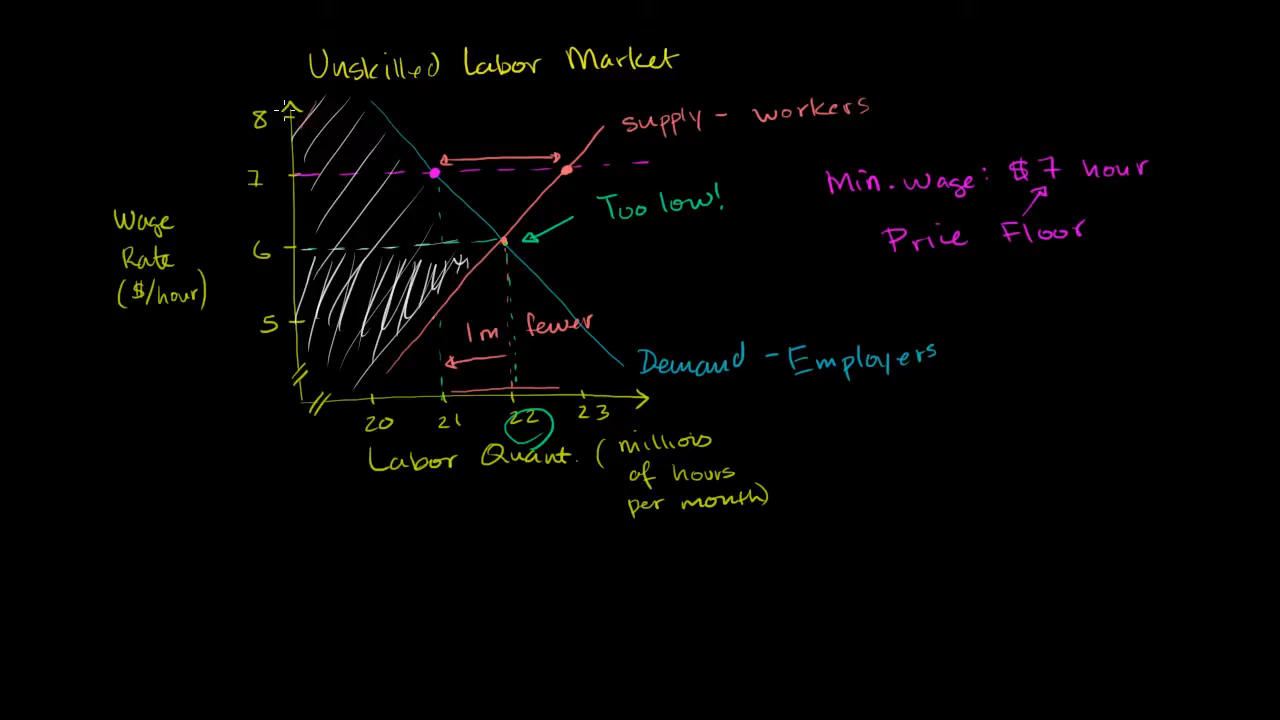 Unskilled Labor Market
8
supply - workers
7
Min. wage: $7 hour
Too low!
Price Floor
Wage
Rate
($/hour)
6
5
1m fewer
Demand - Employers
20 21 22 23
Labor Quant. (millions
of hours
per month)